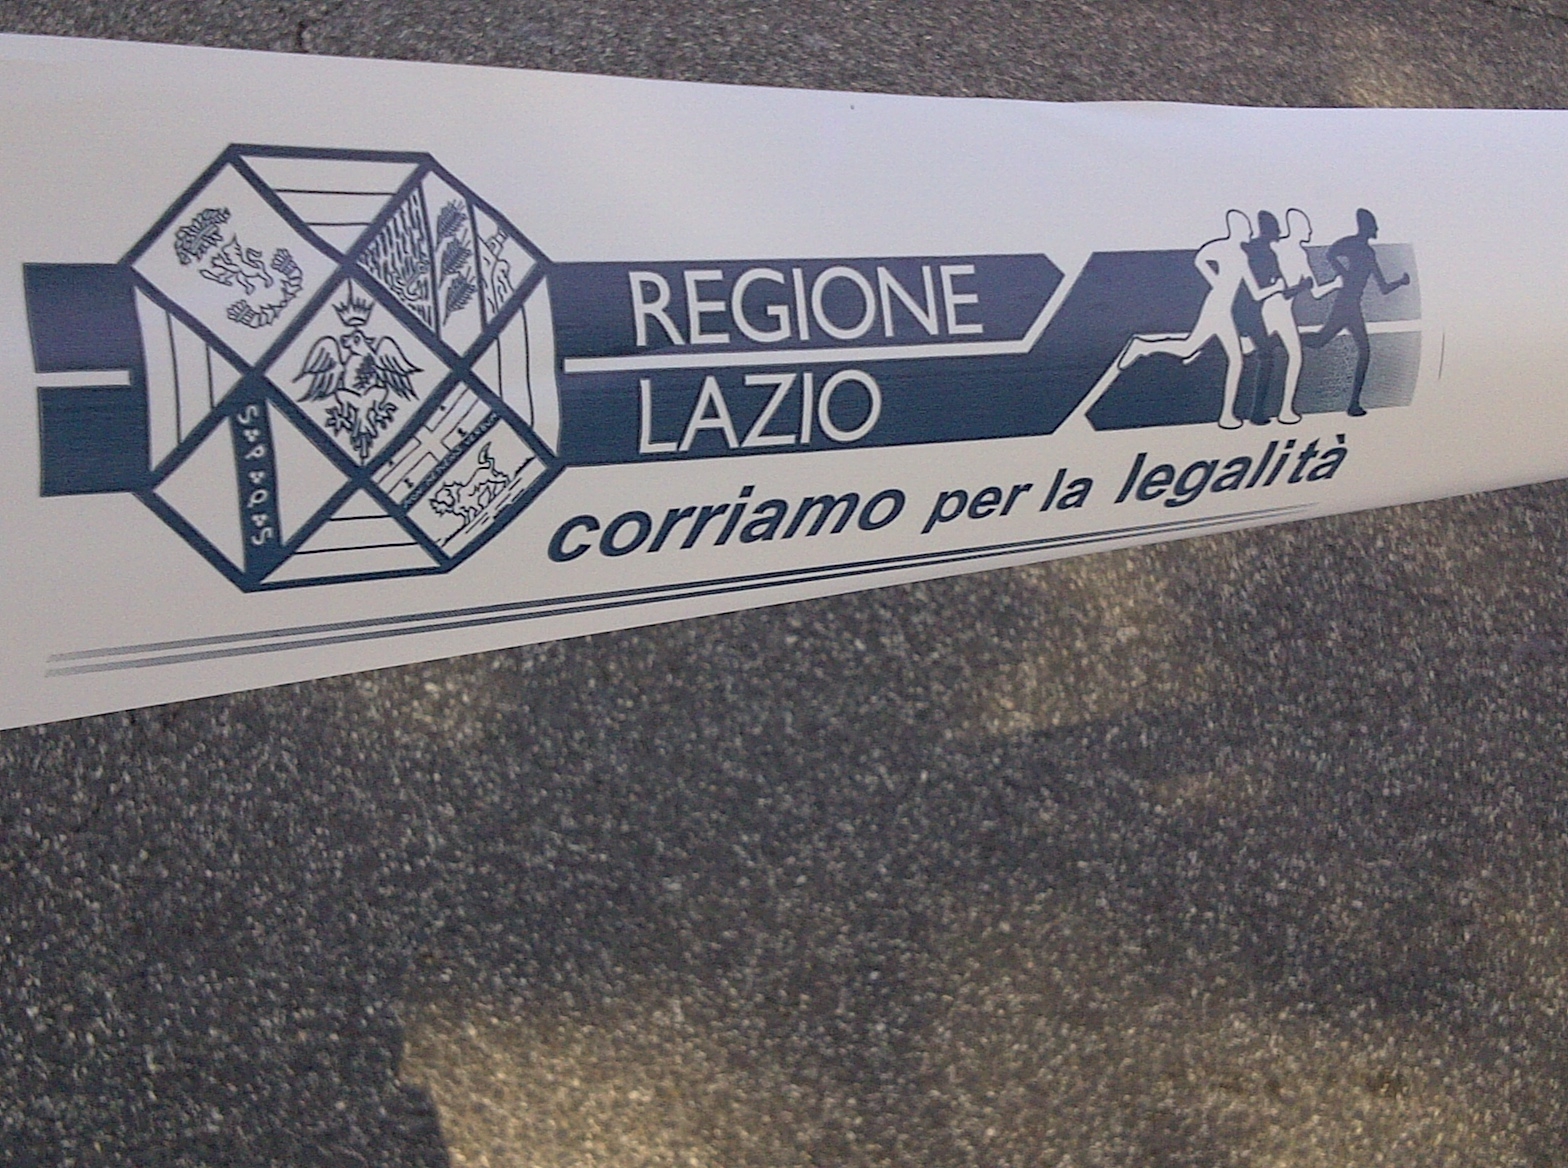 REGIONE
LAZIO
corriamo per la legalità